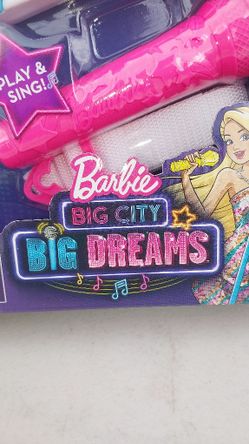 PLAY &
SING!
Barbie
BIG CITY
BIG DREAMS